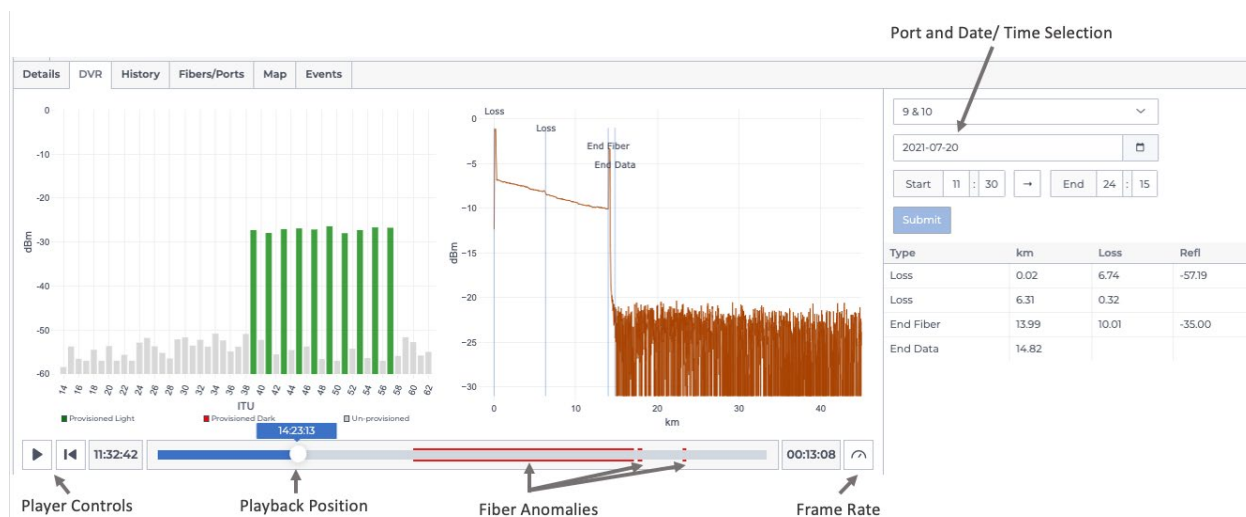 Port and Date/ Time Selection
Details DVR History Fibers/Ports Map Events
0
-10
-20
-30
-40
-50
-60
dBm
14 16 18 20 22 24 26 28 30 32 34 36 38 40 42 44 46 48 50 52 54 56 58 60 62
ITU
Provisioned Light Provisioned Dark Un-provisioned
Loss
Loss
End Fiber
End Data
0
−5
−10
−15
−20
−25
−30
dBm
0 10 20 30 40
km
9 & 10
2021-07-20
Start 11 : 30 → End 24 : 15
Submit
Type km Loss Refl
Loss 0.02 6.74 -57.19
Loss 6.31 0.32
End Fiber 13.99 10.01 -35.00
End Data 14.82
14:23:13
11:32:42 00:13:08
Player Controls Playback Position Fiber Anomalies Frame Rate